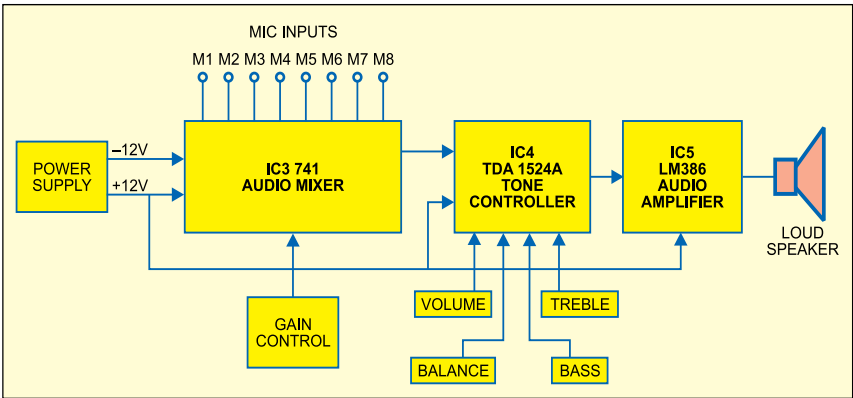 MIC INPUTS
M1 M2 M3 M4 M5 M6 M7 M8
POWER
SUPPLY
–12V
+12V
IC3 741
AUDIO MIXER
IC4
TDA 1524A
TONE
CONTROLLER
IC5
LM386
AUDIO
AMPLIFIER
LOUD
SPEAKER
GAIN
CONTROL
VOLUME
TREBLE
BALANCE
BASS